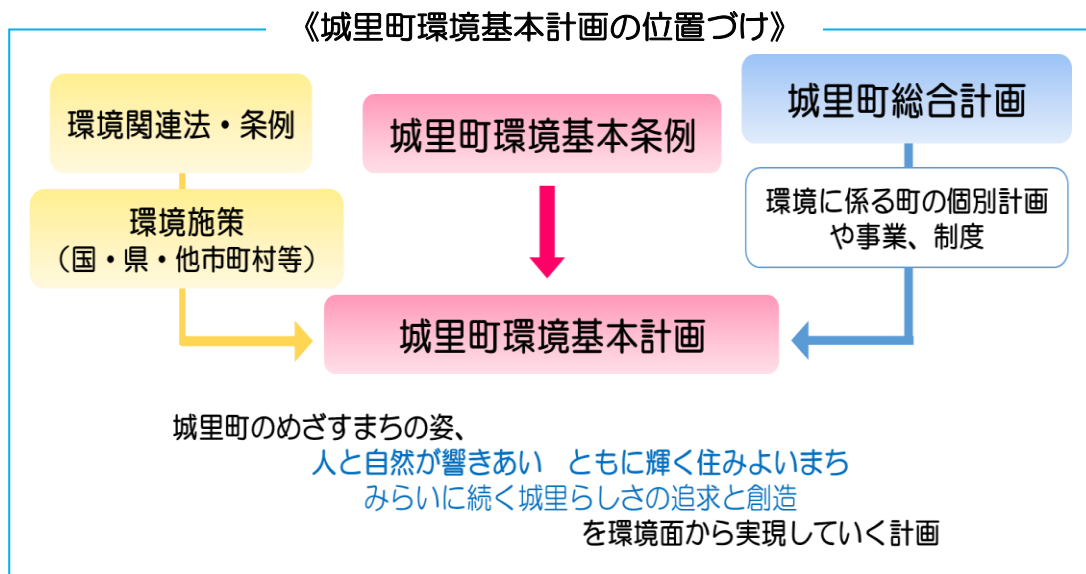 《城里町環境基本計画の位置づけ》
環境関連法・条例
環境施策
（国・県・他市町村等）
城里町環境基本条例
城里町総合計画
環境に係る町の個別計画
や事業、制度
城里町環境基本計画
城里町のめざすまちの姿、
人と自然が響きあい　ともに輝く住みよいまち
みらいに続く城里らしさの追求と創造
を環境面から実現していく計画